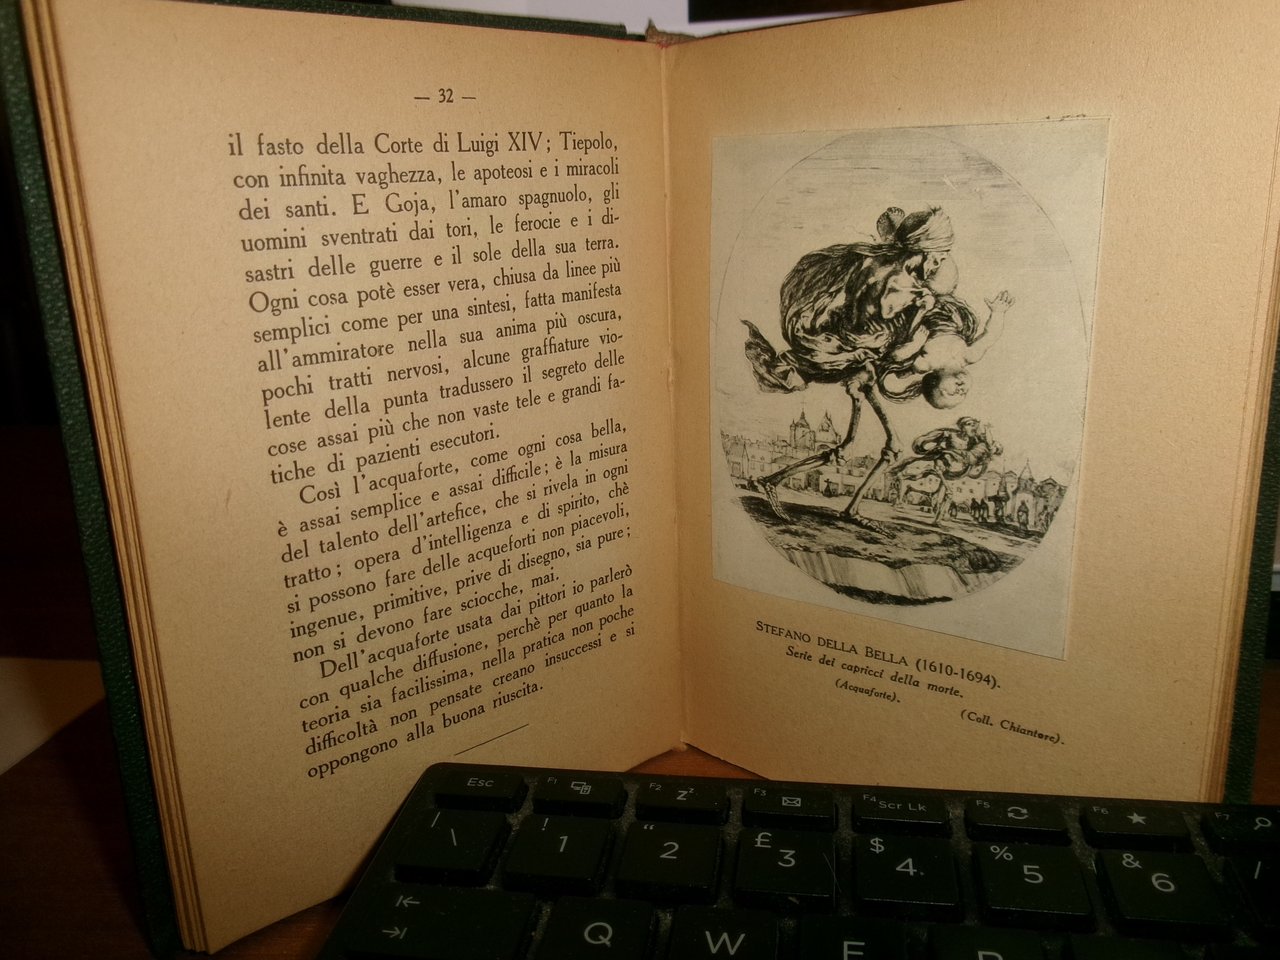 — 32 —
il fasto della Corte di Luigi XIV; Tiepolo,
con infinita vaghezza, le apoteosi e i miracoli
dei santi. E Goja, l'amaro spagnuolo, gli
uomini sventrati dai tori, le ferocie e i di-
sastri delle guerre e il sole della sua terra.
Ogni cosa potè esser vera, chiusa da linee più
semplici come per una sintesi, fatta manifesta
all'ammiratore nella sua anima più oscura,
pochi tratti nervosi, alcune graffiature vio-
lente della punta tradussero il segreto delle
cose assai più che non vaste tele e grandi fa-
tiche di pazienti esecutori.
Così l'acquaforte, come ogni cosa bella,
è assai semplice e assai difficile; è la misura
del talento dell'artefice, che si rivela in ogni
tratto; opera d'intelligenza e di spirito, chè
si possono fare delle acqueforti non piacevoli,
ingenue, primitive, prive di disegno, sia pure;
non si devono fare sciocche, mai.
Dell'acquaforte usata dai pittori io parlerò
con qualche diffusione, perchè per quanto la
teoria sia facilissima, nella pratica non poche
difficoltà non pensate creano insuccessi e si
oppongono alla buona riuscita.
STEFANO DELLA BELLA (1610-1694).
Serie dei capricci della morte.
(Acquaforte).
(Coll. Chiantore).
Esc F1 F2 z z F3 F4 Scr Lk F5 F6 F7
| \ ! 1 “ 2 £ 3 $ 4 % 5 & 6 /
Q W E R